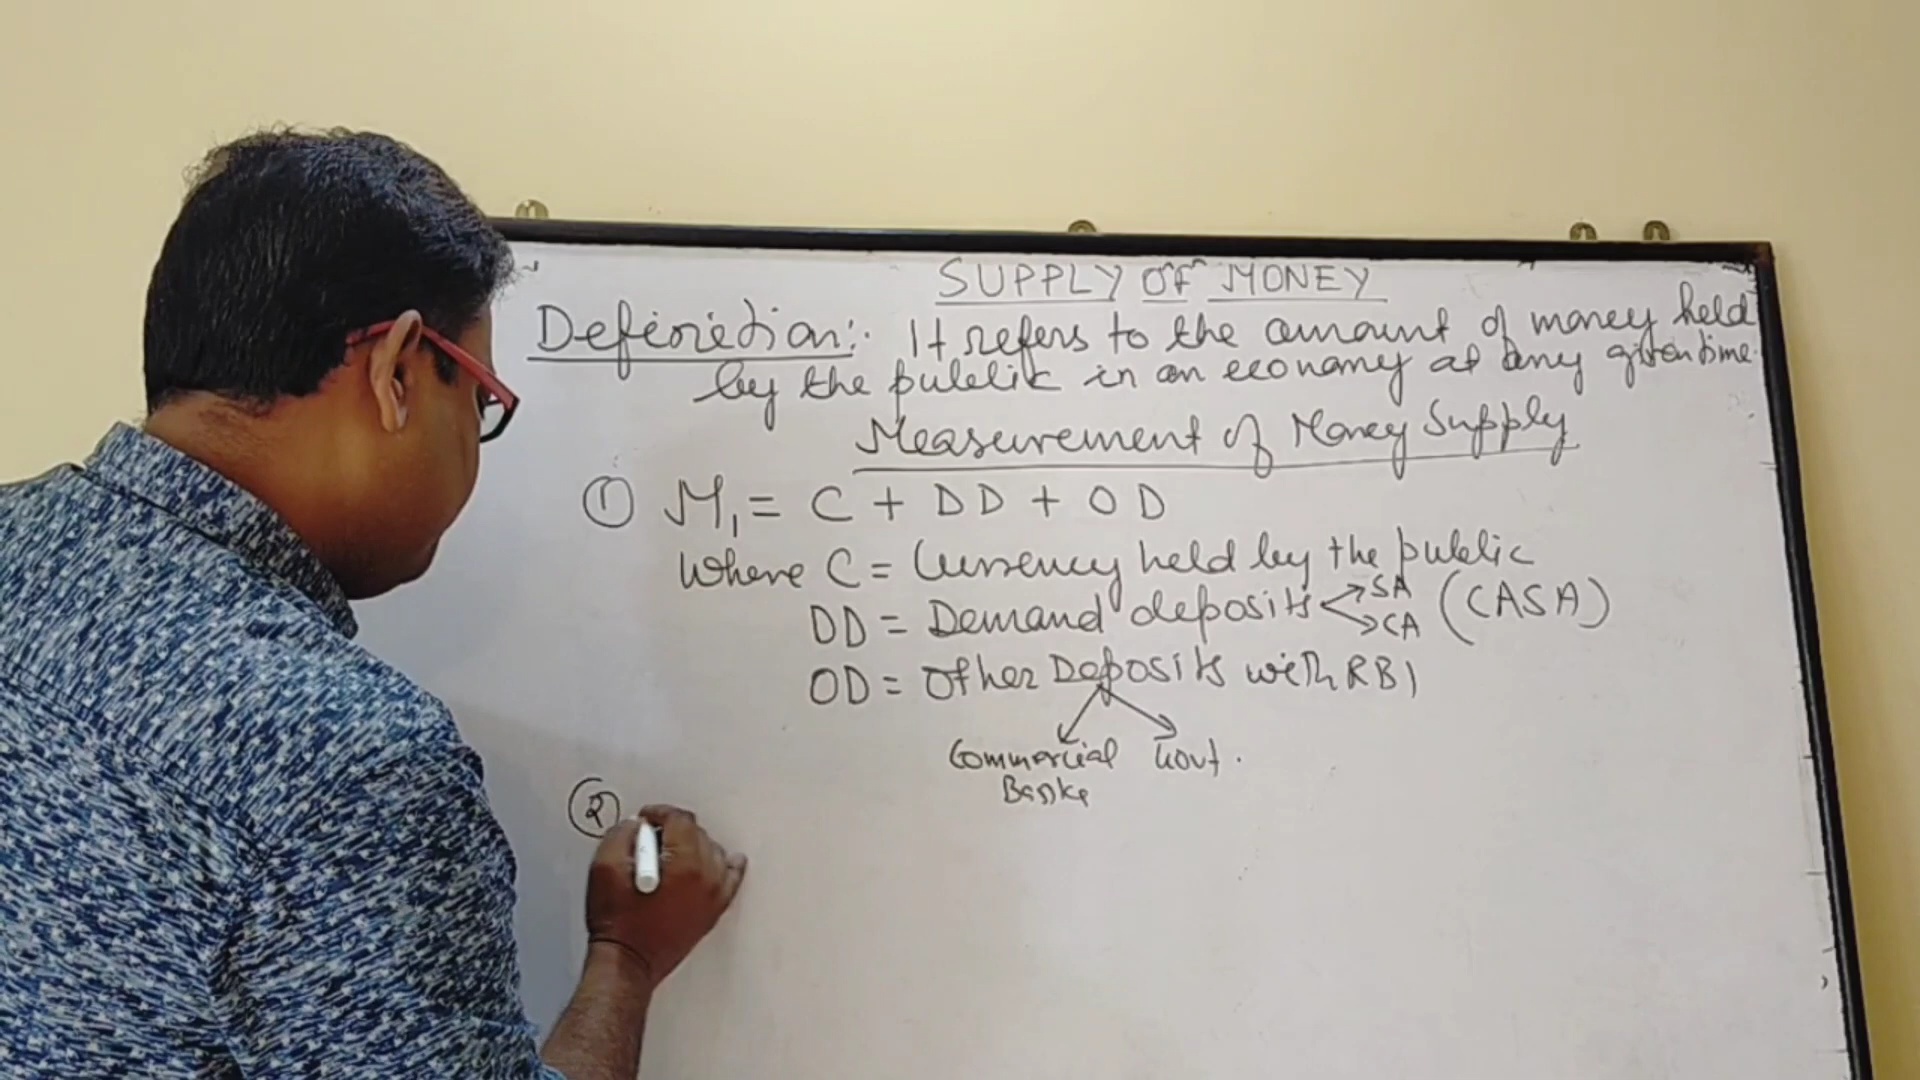 SUPPLY OF MONEY
Definition:- It refers to the amount of money held
by the public in an economy at any given time.
Measurement of Money Supply
① M₁ = C + DD + OD
Where C = Currency held by the public
DD = Demand deposits → SA → CA (CASA)
OD = Other Deposits with RBI
Commercial Banks Govt.
②